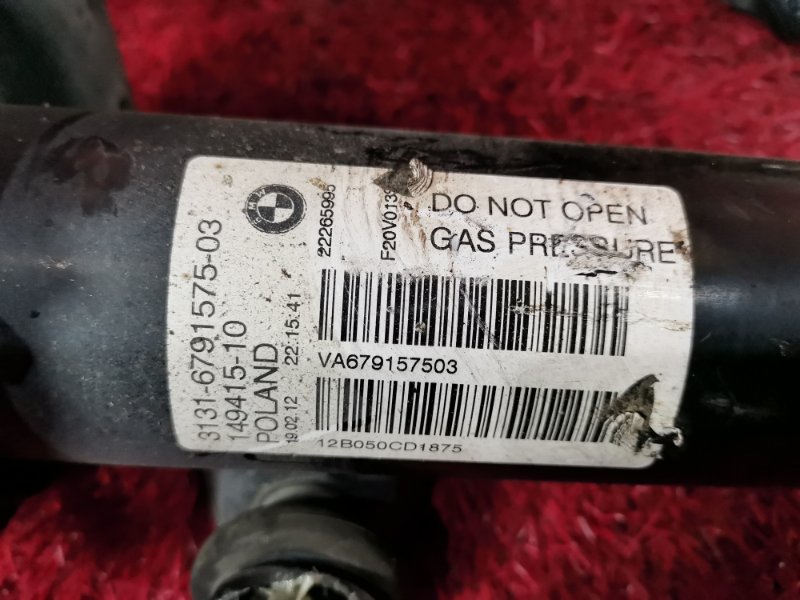 BMW
3131-6791575-03
149415-10
POLAND
19.02.12 22:15:41
22265995
DO NOT OPEN
GAS PRESSURE
VA679157503
12B050CD1875